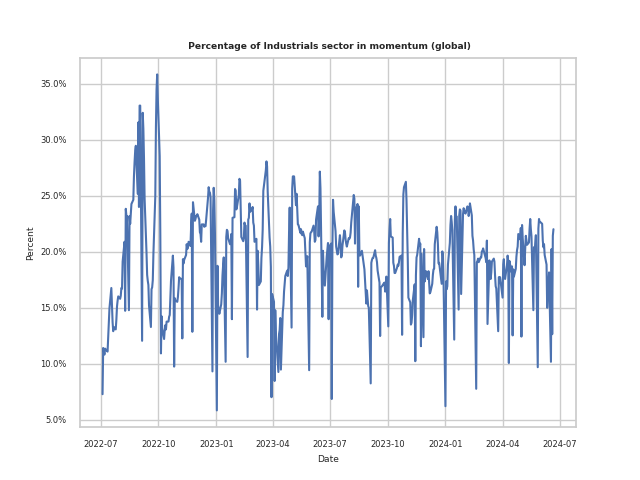 Percentage of Industrials sector in momentum (global)
35.0%
30.0%
25.0%
20.0%
15.0%
10.0%
5.0%
Percent
2022-07 2022-10 2023-01 2023-04 2023-07 2023-10 2024-01 2024-04 2024-07
Date